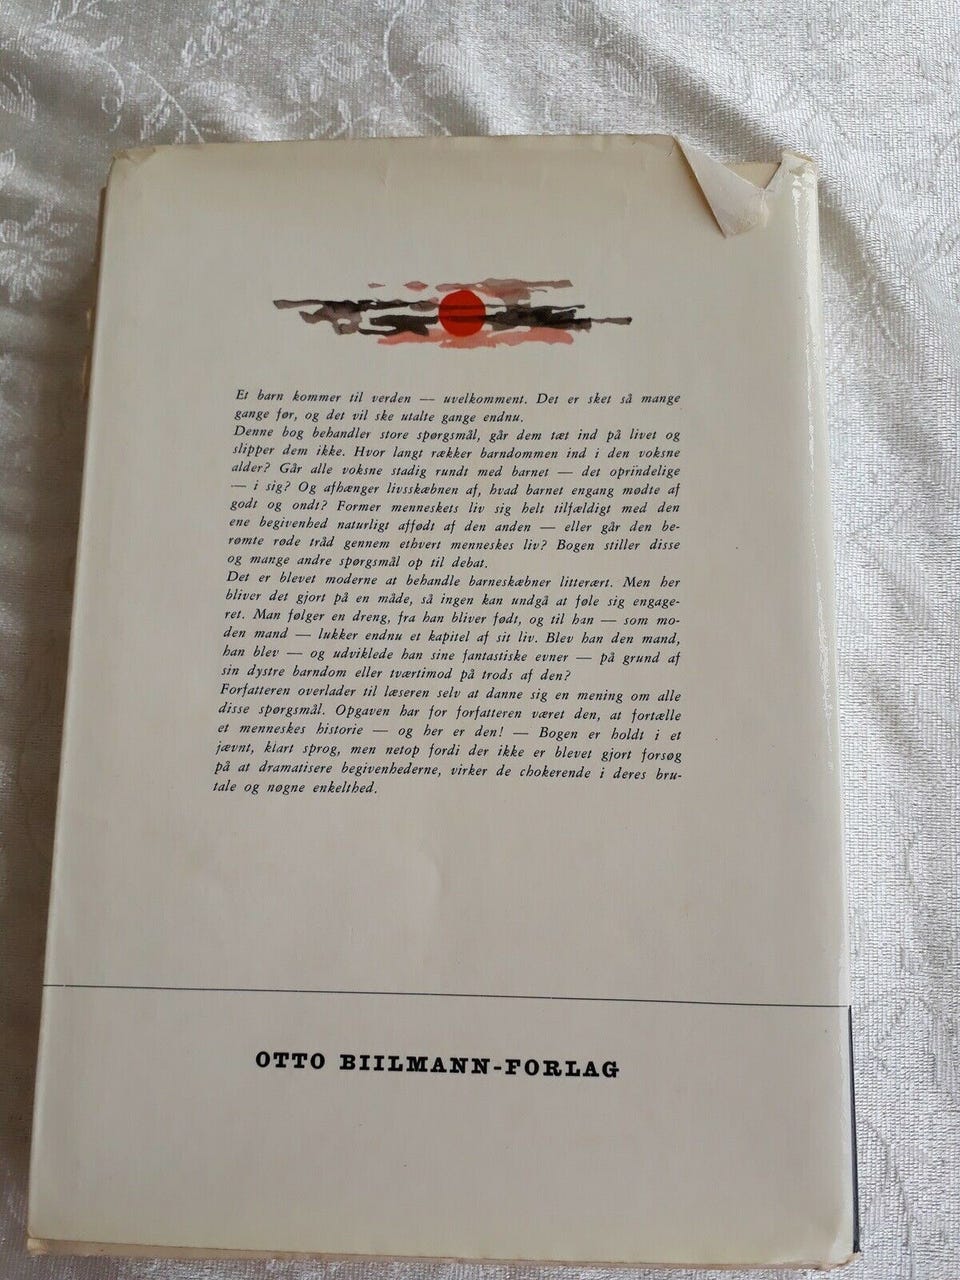 Et barn kommer til verden — uvelkomment. Det er sket så mange
gange før, og det vil ske utalte gange endnu.
Denne bog behandler store spørgsmål, går dem tæt ind på livet og
slipper dem ikke. Hvor langt rækker barndommen ind i den voksne
alder? Går alle voksne stadig rundt med barnet — det oprindelige
— i sig? Og afhænger livsskæbnen af, hvad barnet engang mødte af
godt og ondt? Former menneskets liv sig helt tilfældigt med den
ene begivenhed naturligt affødt af den anden — eller går den be-
rømte røde tråd gennem ethvert menneskes liv? Bogen stiller disse
og mange andre spørgsmål op til debat.
Det er blevet moderne at behandle barneskæbner litterært. Men her
bliver det gjort på en måde, så ingen kan undgå at føle sig engage-
ret. Man følger en dreng, fra han bliver født, og til han — som mo-
den mand — lukker endnu et kapitel af sit liv. Blev han den mand,
han blev — og udviklede han sine fantastiske evner — på grund af
sin dystre barndom eller tværtimod på trods af den?
Forfatteren overlader til læseren selv at danne sig en mening om alle
disse spørgsmål. Opgaven har for forfatteren været den, at fortælle
et menneskes historie — og her er den! — Bogen er holdt i et
jævnt, klart sprog, men netop fordi der ikke er blevet gjort forsøg
på at dramatisere begivenhederne, virker de chokerende i deres bru-
tale og nøgne enkelthed.
OTTO BIILMANN-FORLAG